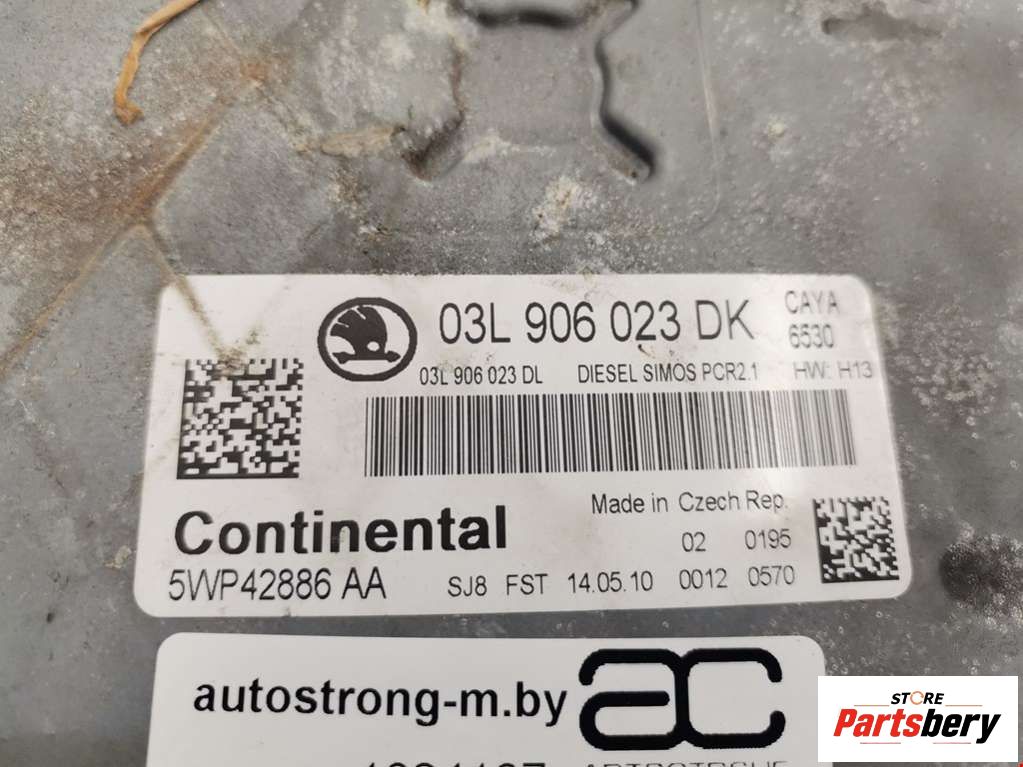 03L 906 023 DK CAYA
6530
03L 906 023 DL DIESEL SIMOS PCR2.1 HW: H13
Continental
Made in Czech Rep.
02 0195
5WP42886 AA SJ8 FST 14.05.10 0012 0570
autostrong-m.by ac
STORE
Partsbery